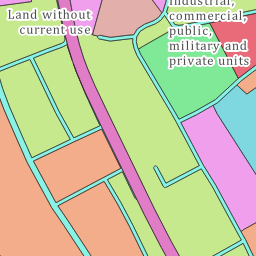 Land without
current use
industrial,
commercial,
public,
military and
private units